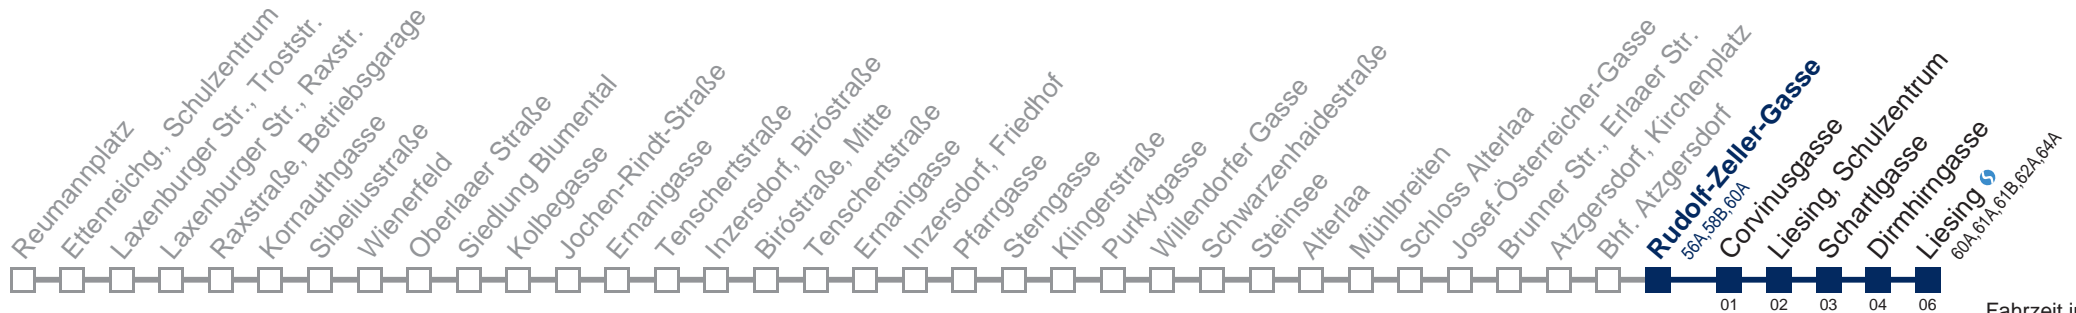 Reumannplatz
Ettenreichg., Schulzentrum
Laxenburger Str., Troststr.
Laxenburger Str., Raxstr.
Raxstraße, Betriebsgarage
Kornauthgasse
Sibeliusstraße
Wienerfeld
Oberlaaer Straße
Siedlung Blumental
Kolbegasse
Jochen-Rindt-Straße
Ernanigasse
Tenschertstraße
Inzersdorf, Biróstraße
Biróstraße, Mitte
Tenschertstraße
Ernanigasse
Inzersdorf, Friedhof
Pfarrgasse
Sterngasse
Klingerstraße
Purkytgasse
Willendorfer Gasse
Schwarzenhaidestraße
Steinsee
Alterlaa
Mühlbreiten
Schloss Alterlaa
Josef-Österreicher-Gasse
Brunner Str., Erlaaer Str.
Atzgersdorf, Kirchenplatz
Bhf. Atzgersdorf
Rudolf-Zeller-Gasse
56A,58B,60A
Corvinusgasse
Liesing, Schulzentrum
Schartlgasse
Dirmhirngasse
Liesing
60A,61A,61B,62A,64A
01 02 03 04 06
Fahrzeit i